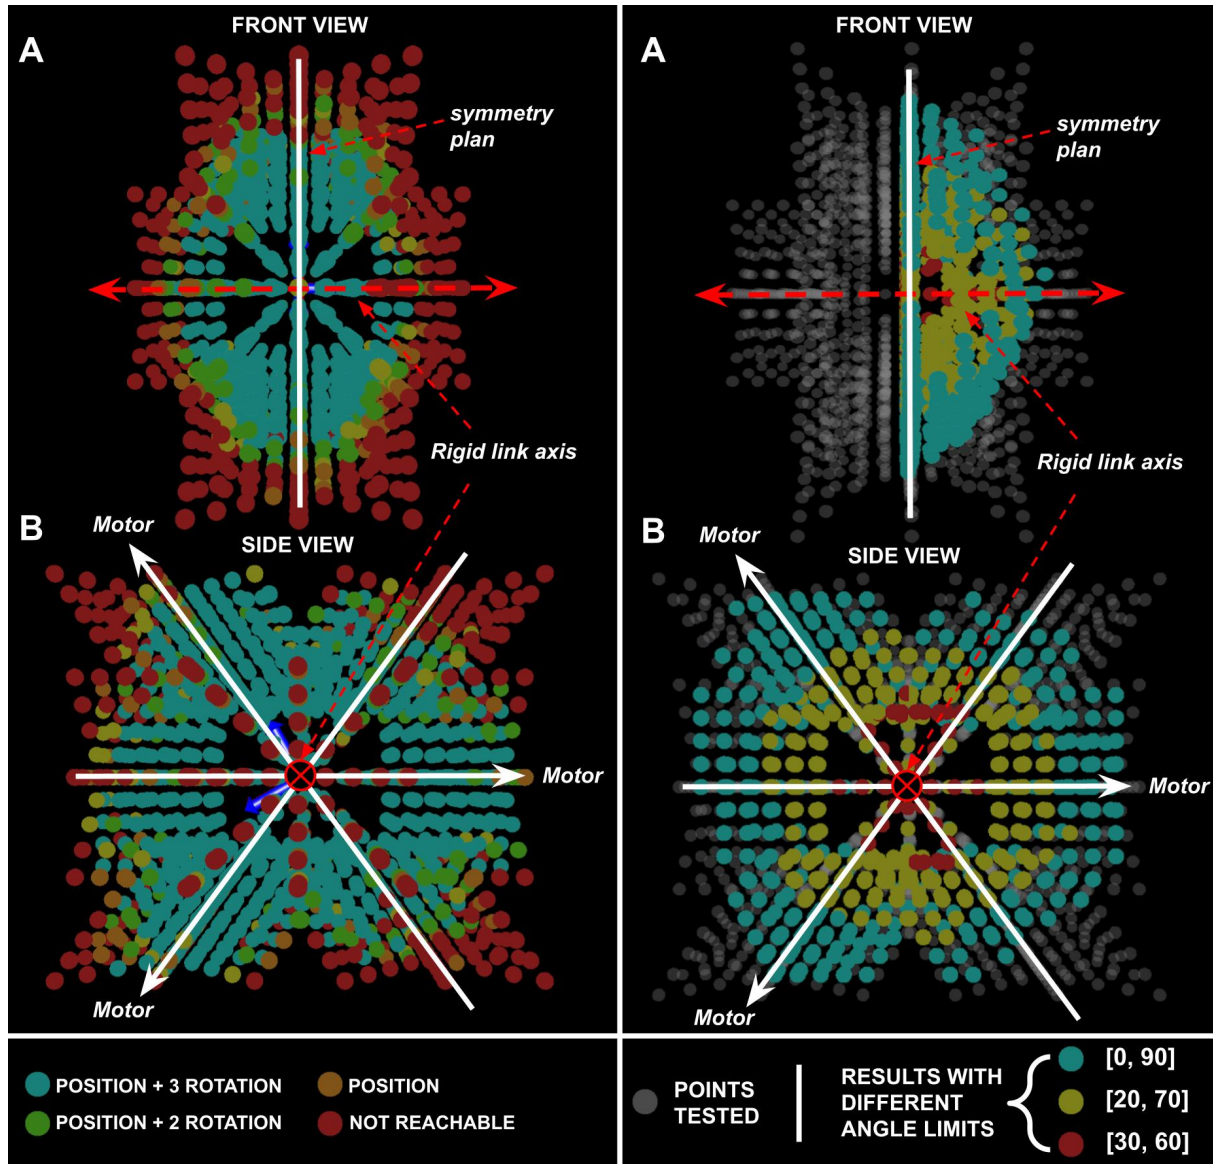 FRONT VIEW
A
symmetry
plan
Rigid link axis
B
SIDE VIEW
Motor
Motor
Motor
POSITION + 3 ROTATION
POSITION
POSITION + 2 ROTATION
NOT REACHABLE
FRONT VIEW
A
symmetry
plan
Rigid link axis
B
SIDE VIEW
Motor
Motor
Motor
POINTS
TESTED
RESULTS WITH
DIFFERENT
ANGLE LIMITS
[0, 90]
[20, 70]
[30, 60]